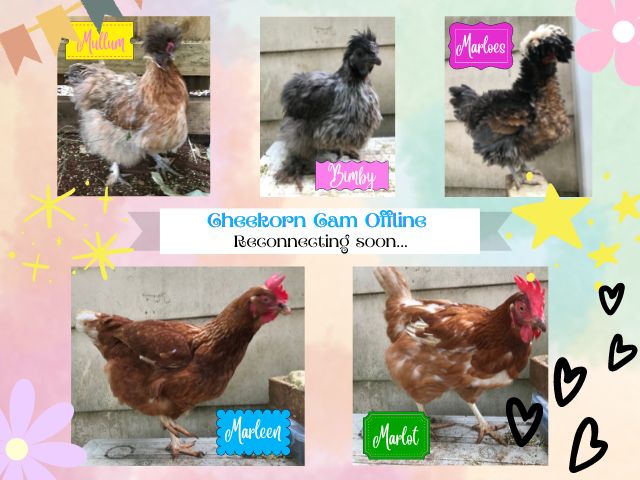 Mullum
Marloes
Bimby
Cheekorn Cam Offline
Reconnecting soon...
Marleen
Marlot